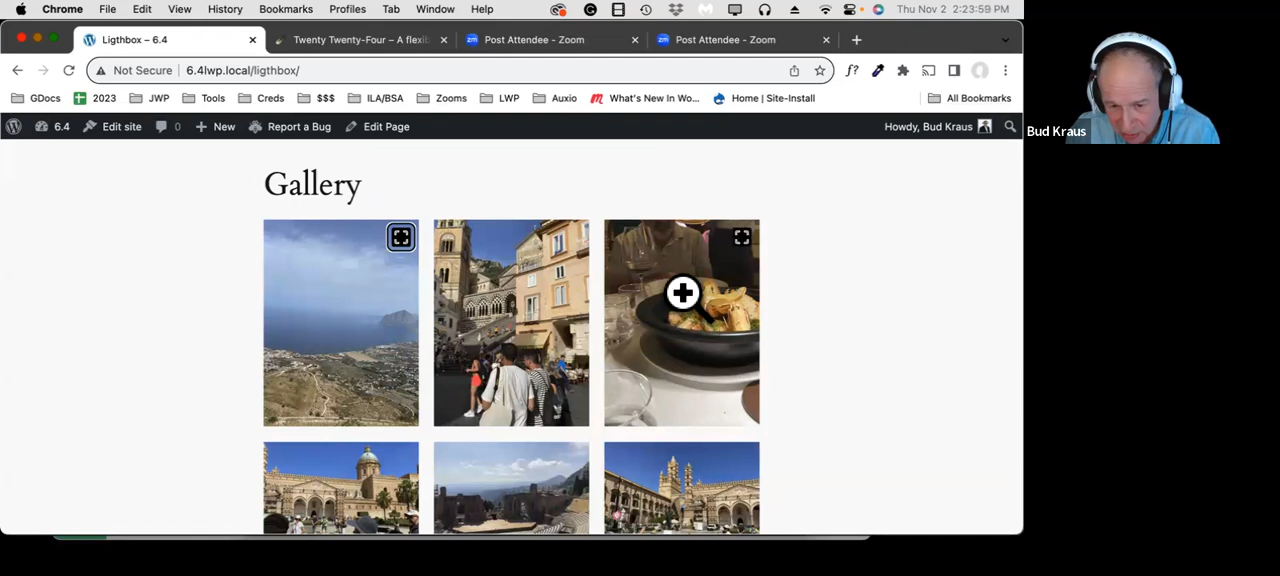 Chrome File Edit View History Bookmarks Profiles Tab Window Help Thu Nov 2 2:23:59 PM
Ligthbox – 6.4 Twenty Twenty-Four – A flexib Post Attendee - Zoom Post Attendee - Zoom
Not Secure 6.4lwp.local/ligthbox/ f?
GDocs 2023 JWP Tools Creds $$$ ILA/BSA Zooms LWP Auxio What's New In Wo... Home | Site-Install All Bookmarks
6.4 Edit site 0 New Report a Bug Edit Page Howdy, Bud Kraus
Bud Kraus
Gallery